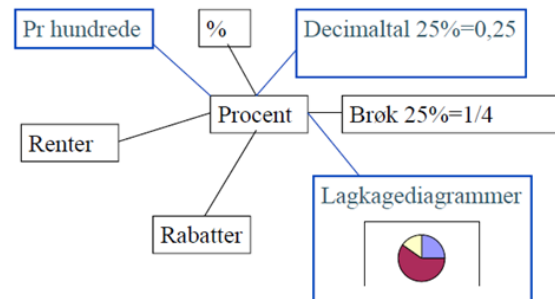 Pr hundrede
%
Decimaltal 25%=0,25
Procent
Brøk 25%=1/4
Renter
Lagkagediagrammer
Rabatter